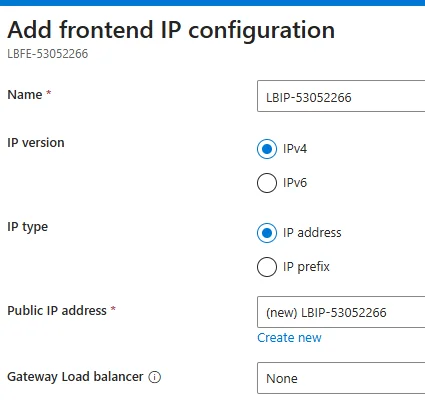 Add frontend IP configuration
LBFE-53052266
Name *
LBIP-53052266
IP version
IPv4
IPv6
IP type
IP address
IP prefix
Public IP address *
(new) LBIP-53052266
Create new
Gateway Load balancer
None